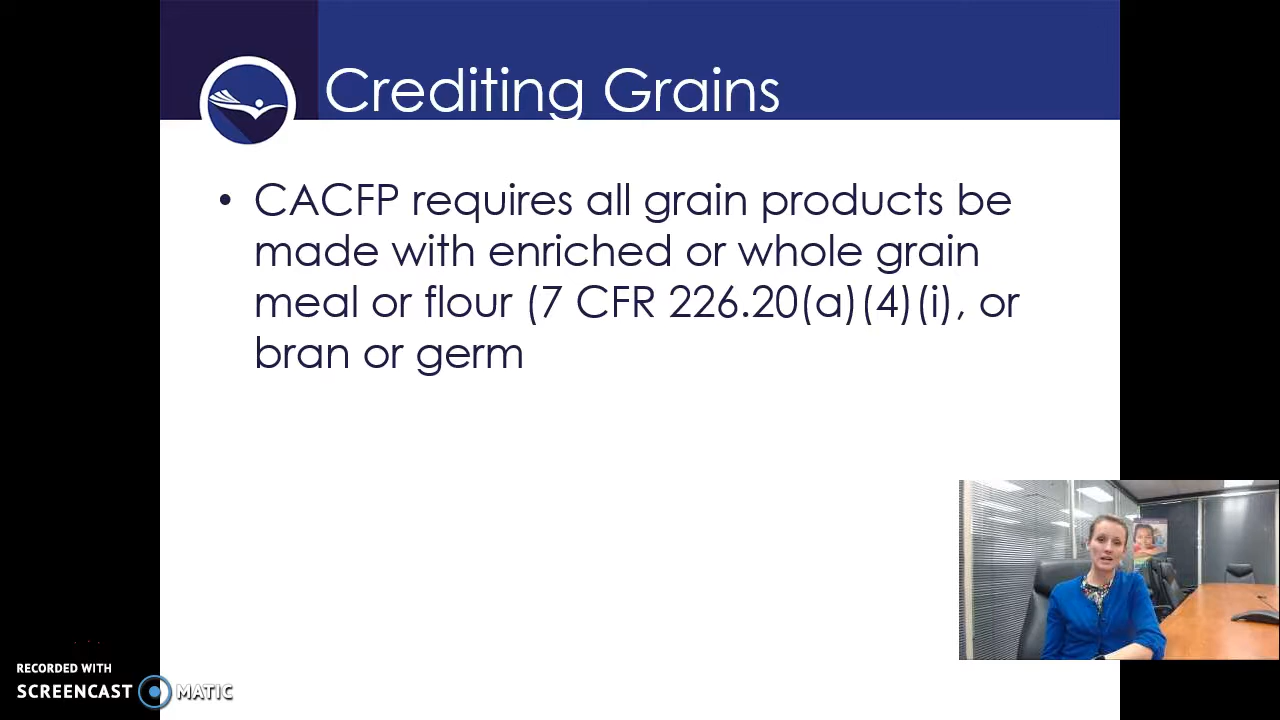 Crediting Grains
• CACFP requires all grain products be
made with enriched or whole grain
meal or flour (7 CFR 226.20(a)(4)(i), or
bran or germ
RECORDED WITH
SCREENCAST MATIC